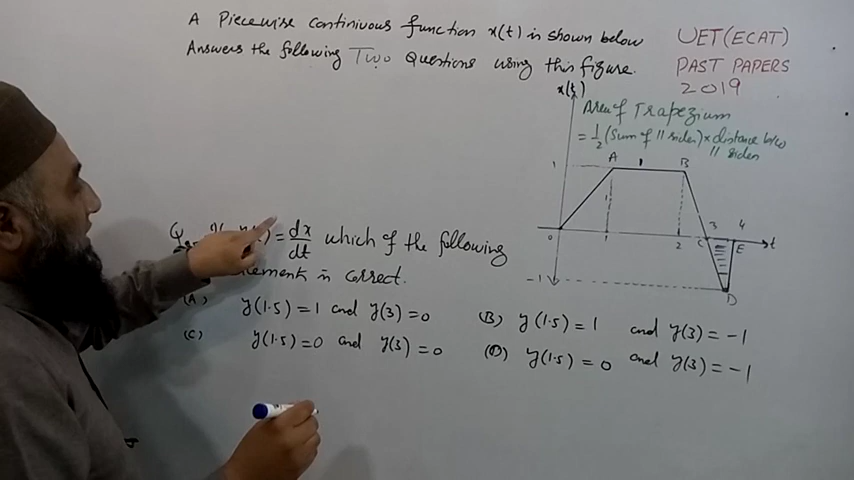 A Piecewise continivous function x(t) is shown below
Answers the following Two Questions using this figure.
UET(ECAT)
PAST PAPERS
2019
x(t)
Area of Trapezium
= 1/2 (Sum of || sides) × distance b/w
|| sides
A 1 B
1
1
0 1 2 C 3 4 E t
-1
D
= dx/dt which of the following
is correct.
(A) y(1.5) = 1 and y(3) = 0
(B) y(1.5) = 1 and y(3) = -1
(C) y(1.5) = 0 and y(3) = 0
(D) y(1.5) = 0 and y(3) = -1